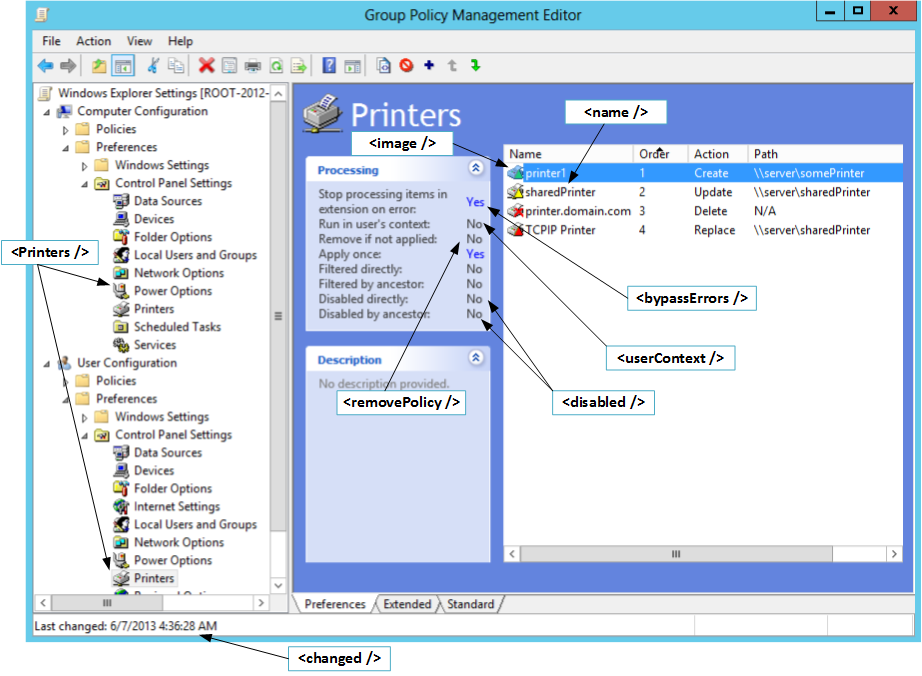 Group Policy Management Editor
File Action View Help
Windows Explorer Settings [ROOT-2012-
Computer Configuration
Policies
Preferences
Windows Settings
Control Panel Settings
Data Sources
Devices
Folder Options
Local Users and Groups
Network Options
Power Options
Printers
Scheduled Tasks
Services
User Configuration
Policies
Preferences
Windows Settings
Control Panel Settings
Data Sources
Devices
Folder Options
Internet Settings
Local Users and Groups
Network Options
Power Options
Printers
<Printers />
Printers
<image />
<name />
Processing
Stop processing items in
extension on error: Yes
Run in user's context: No
Remove if not applied: No
Apply once: Yes
Filtered directly: No
Filtered by ancestor: No
Disabled directly: No
Disabled by ancestor: No
Description
No description provided.
<removePolicy />
Name Order Action Path
printer1 1 Create \\server\somePrinter
sharedPrinter 2 Update \\server\sharedPrinter
printer.domain.com 3 Delete N/A
TCPIP Printer 4 Replace \\server\sharedPrinter
<bypassErrors />
<userContext />
<disabled />
Preferences Extended Standard
Last changed: 6/7/2013 4:36:28 AM
<changed />